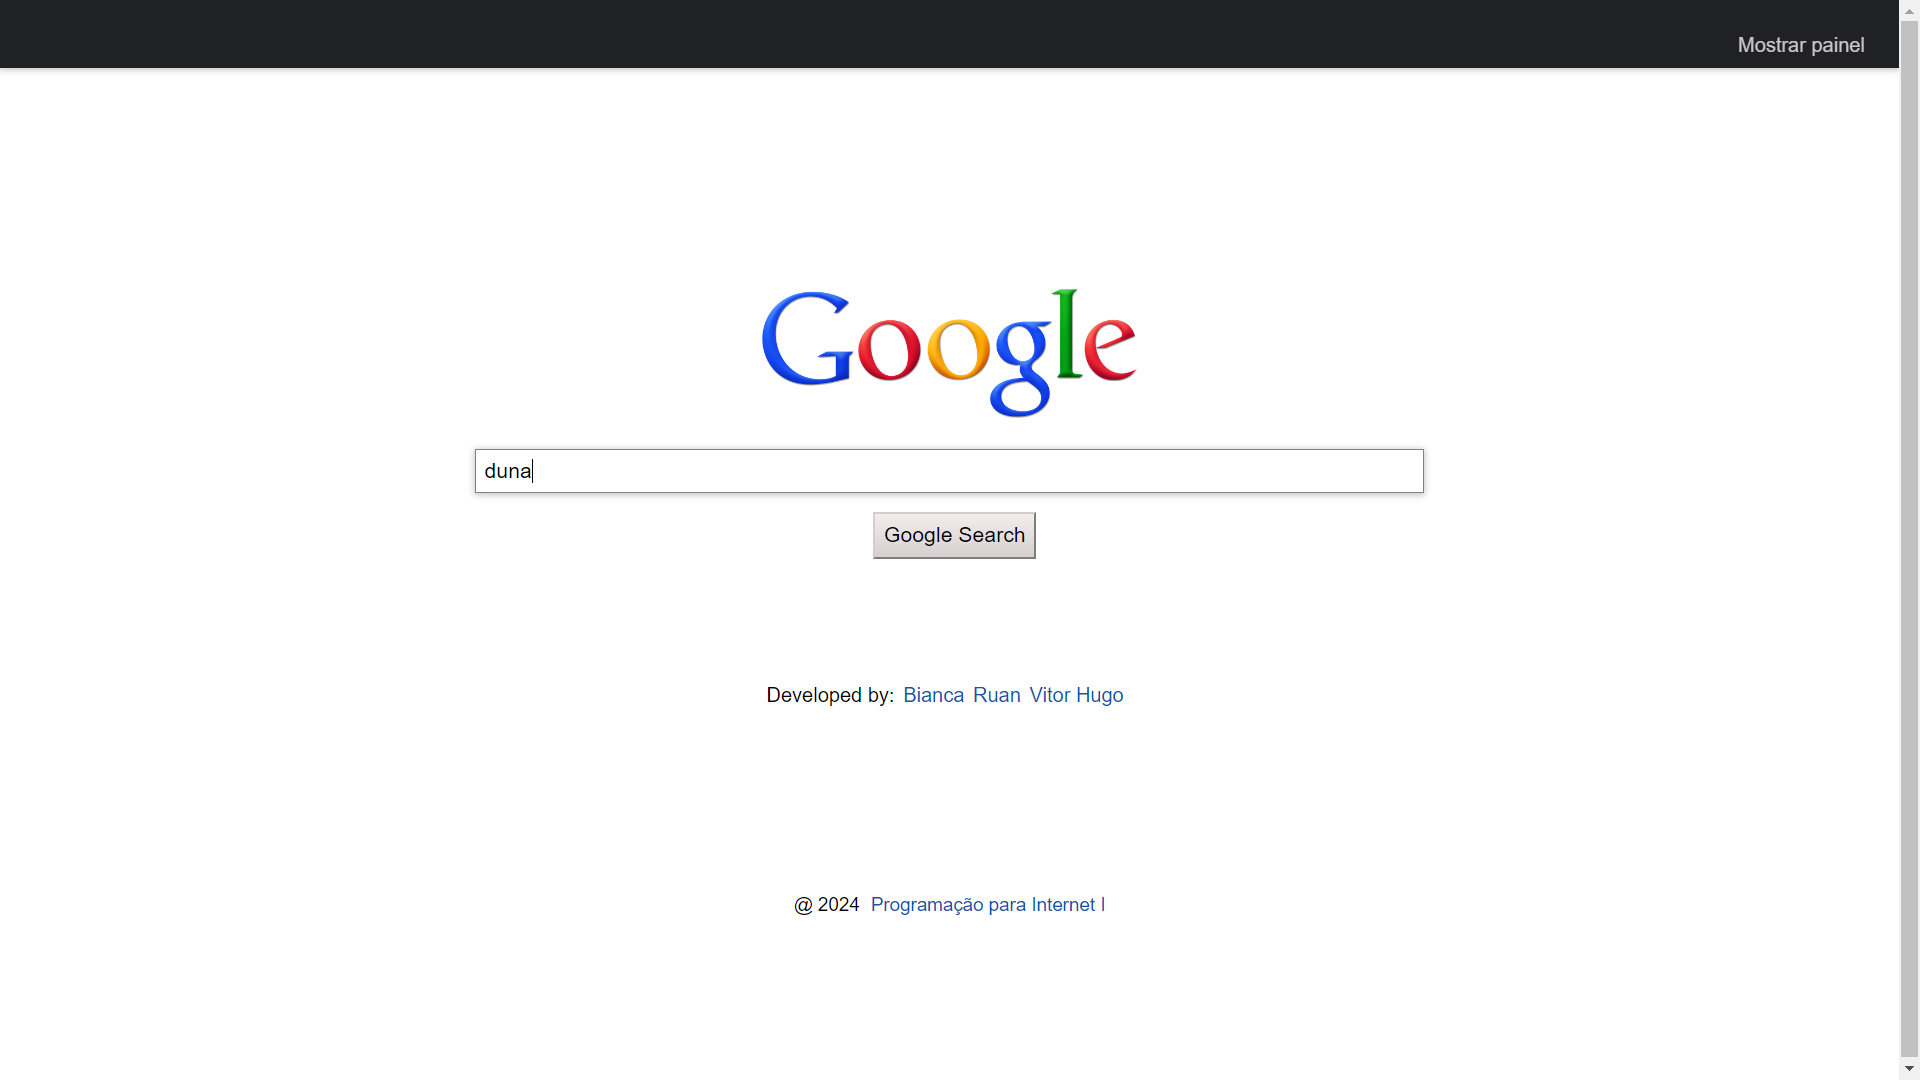 Mostrar painel
Google
duna
Google Search
Developed by: Bianca Ruan Vitor Hugo
@ 2024 Programação para Internet I